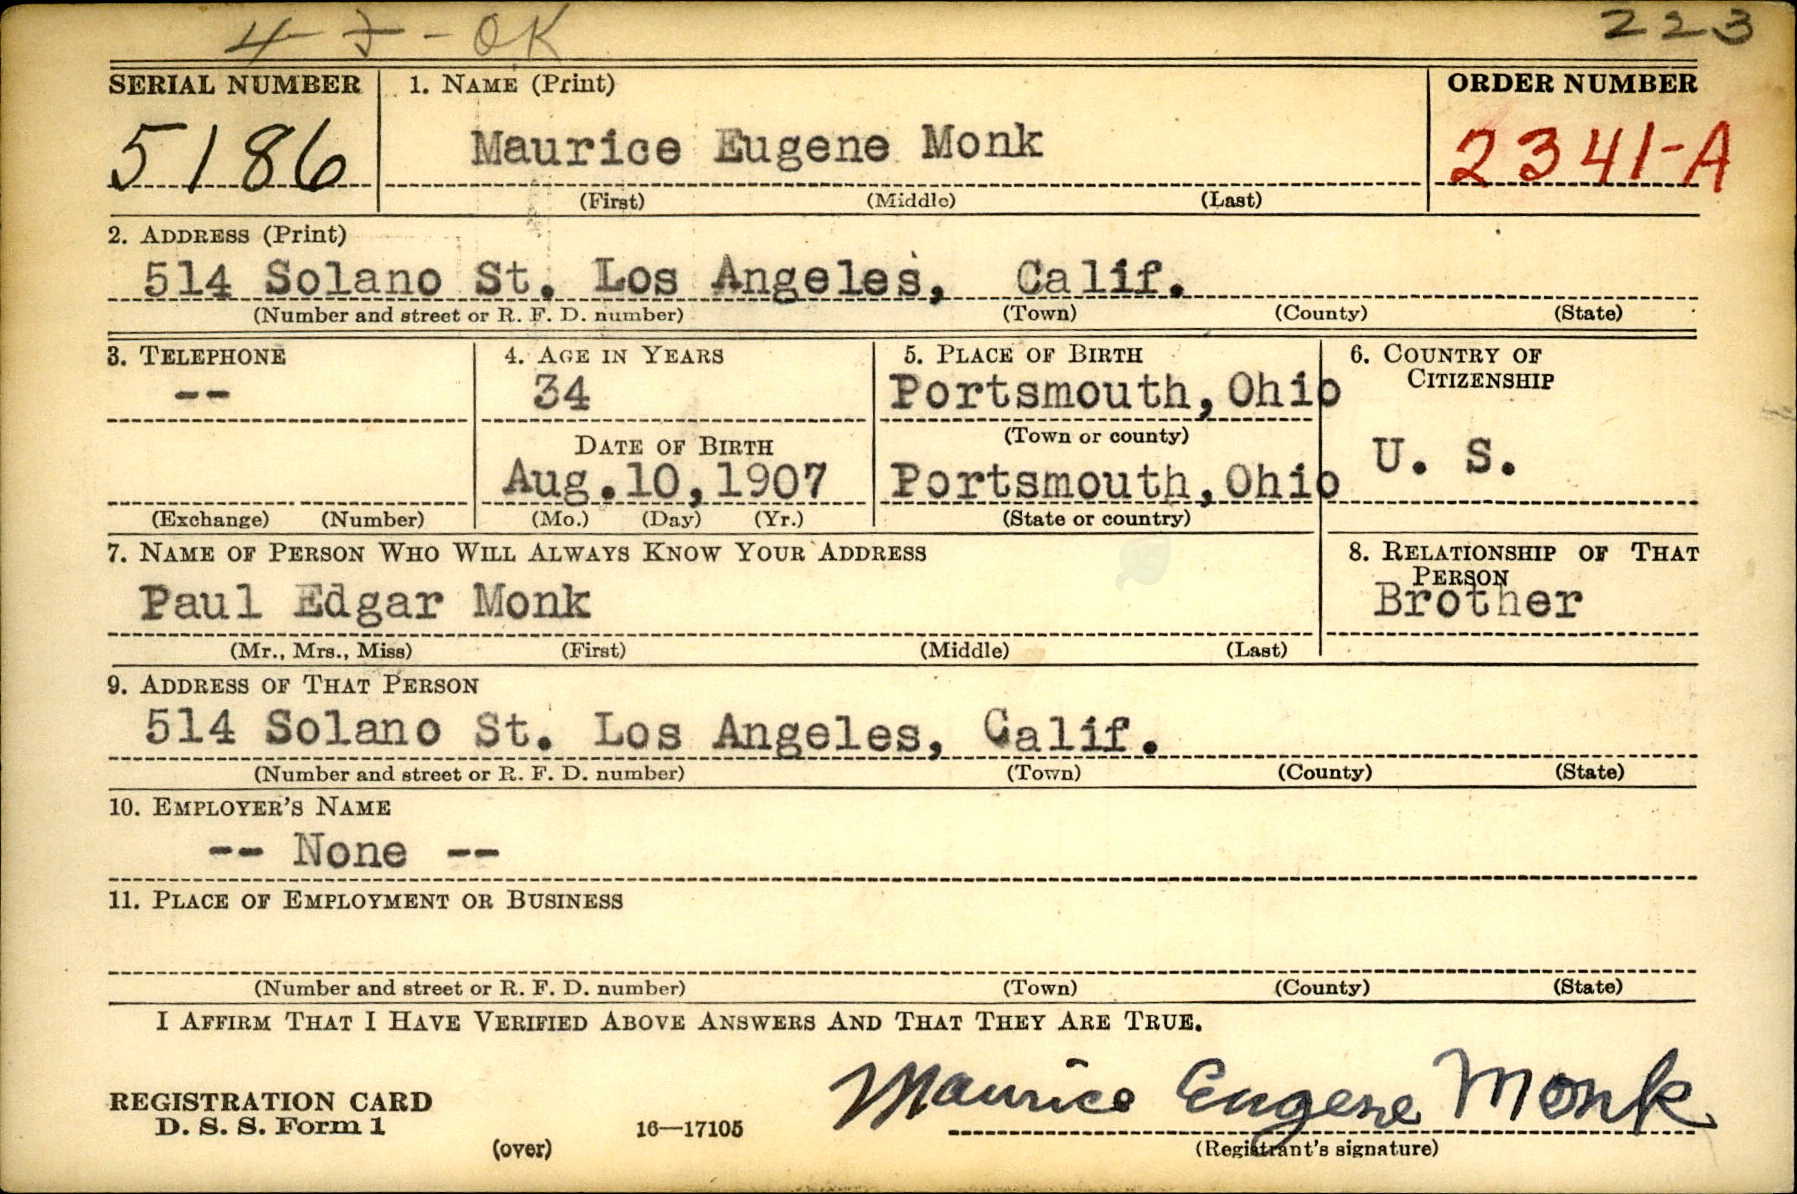 4-F-OK
223
SERIAL NUMBER
1. NAME (Print)
ORDER NUMBER
5186
Maurice Eugene Monk
2341-A
(First) (Middle) (Last)
2. ADDRESS (Print)
514 Solano St. Los Angeles, Calif.
(Number and street or R. F. D. number) (Town) (County) (State)
3. TELEPHONE
4. AGE IN YEARS
5. PLACE OF BIRTH
6. COUNTRY OF
CITIZENSHIP
--
34
Portsmouth, Ohio
(Town or county)
DATE OF BIRTH
U. S.
Aug. 10, 1907
Portsmouth, Ohio
(Exchange) (Number)
(Mo.) (Day) (Yr.)
(State or country)
7. NAME OF PERSON WHO WILL ALWAYS KNOW YOUR ADDRESS
8. RELATIONSHIP OF THAT
PERSON
Paul Edgar Monk
Brother
(Mr., Mrs., Miss) (First) (Middle) (Last)
9. ADDRESS OF THAT PERSON
514 Solano St. Los Angeles, Calif.
(Number and street or R. F. D. number) (Town) (County) (State)
10. EMPLOYER'S NAME
-- None --
11. PLACE OF EMPLOYMENT OR BUSINESS
(Number and street or R. F. D. number) (Town) (County) (State)
I AFFIRM THAT I HAVE VERIFIED ABOVE ANSWERS AND THAT THEY ARE TRUE.
Maurice Eugene Monk
REGISTRATION CARD
D. S. S. Form 1
(over)
16—17105
(Registrant's signature)